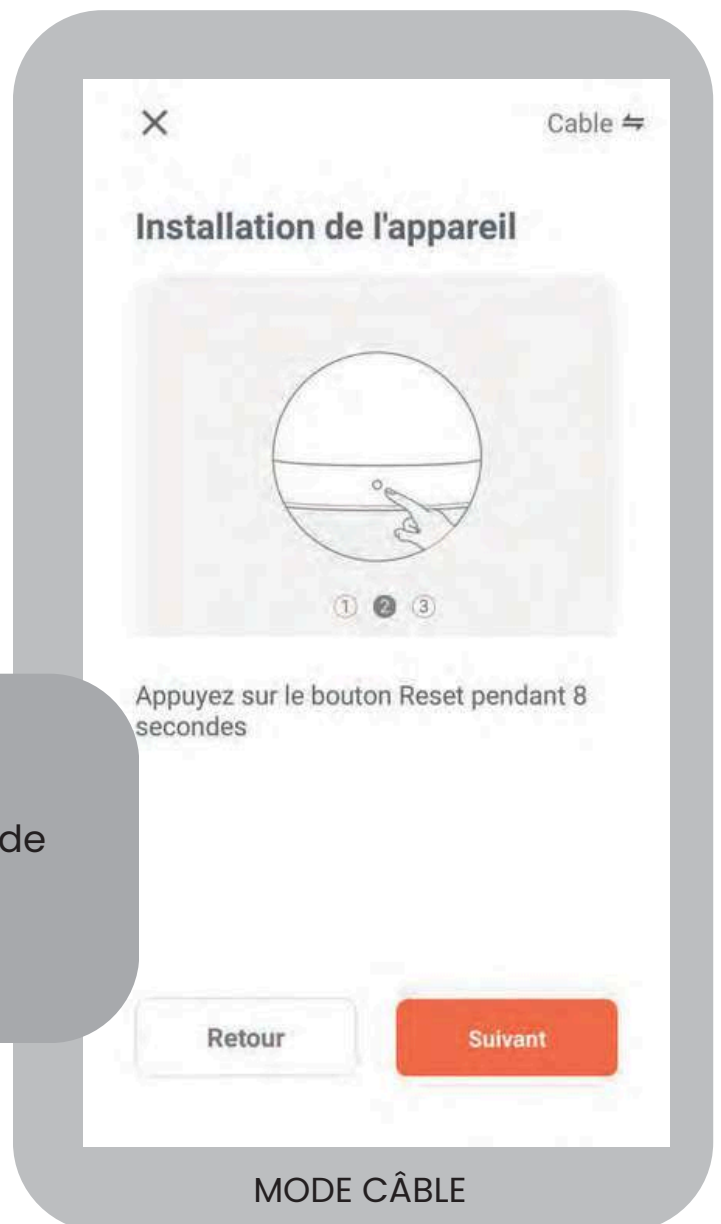 Cable ⇋
Installation de l'appareil
1 2 3
Appuyez sur le bouton Reset pendant 8
secondes
de
Retour
Suivant
MODE CÂBLE